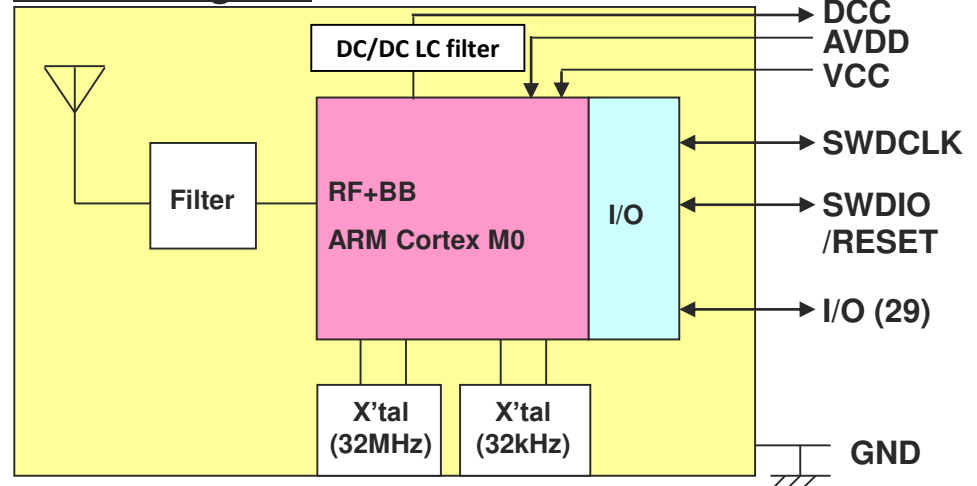 DCC
DC/DC LC filter
AVDD
VCC
SWDCLK
Filter
RF+BB
ARM Cortex M0
I/O
SWDIO
/RESET
I/O (29)
X'tal
(32MHz)
X'tal
(32kHz)
GND